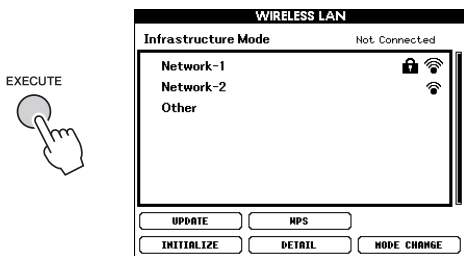 EXECUTE
WIRELESS LAN
Infrastructure Mode Not Connected
Network-1
Network-2
Other
UPDATE WPS
INITIALIZE DETAIL MODE CHANGE